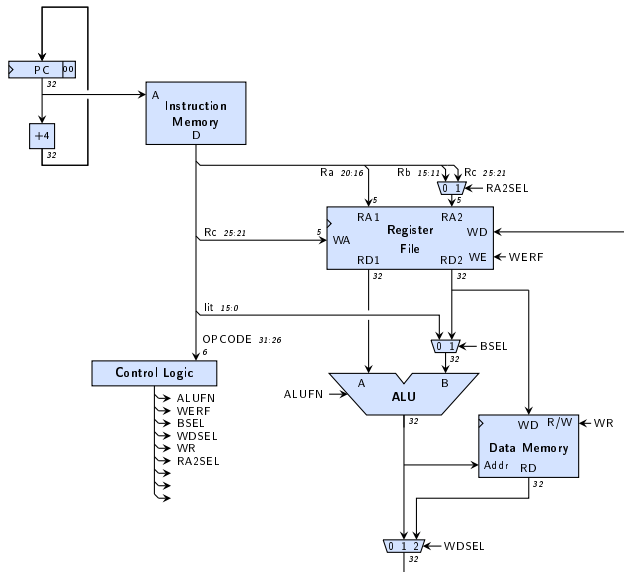 PC 00
32
+4
32
A
Instruction
Memory
D
Ra 20:16
Rb 15:11
Rc 25:21
0 1
RA2SEL
5
5
RA1
RA2
Register
File
WD
Rc 25:21
5
WA
WE
WERF
RD1
RD2
32
32
lit 15:0
OPCODE 31:26
6
0 1
BSEL
32
Control Logic
A
B
ALU
ALUFN
32
ALUFN
WERF
BSEL
WDSEL
WR
RA2SEL
WD
R/W
WR
Data Memory
Addr
RD
32
0 1 2
WDSEL
32